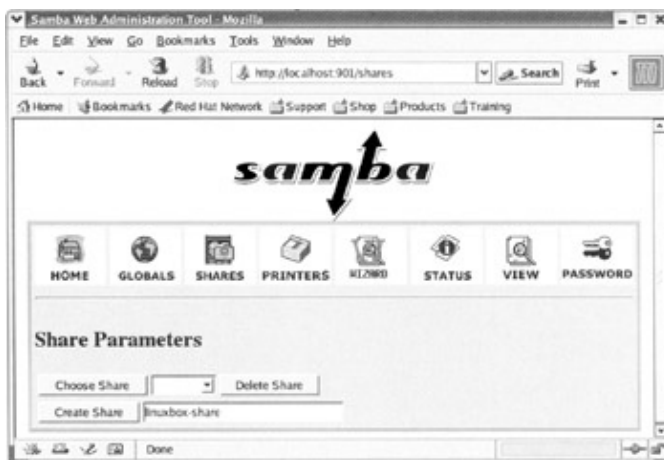 Samba Web Administration Tool - Mozilla
File Edit View Go Bookmarks Tools Window Help
Back Forward Reload Stop http://localhost:901/shares Search Print
Home Bookmarks Red Hat Network Support Shop Products Training
samba
HOME GLOBALS SHARES PRINTERS WIZARD STATUS VIEW PASSWORD
Share Parameters
Choose Share Delete Share
Create Share linuxbox-share
Done